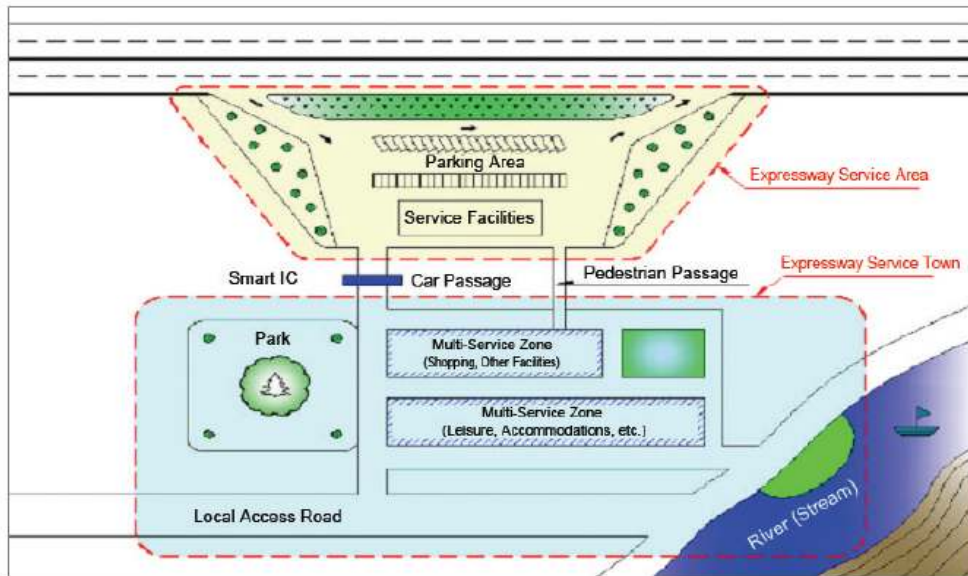 Parking Area
Expressway Service Area
Service Facilities
Expressway Service Town
Smart IC
Car Passage
Pedestrian Passage
Park
Multi-Service Zone
(Shopping, Other Facilities)
Multi-Service Zone
(Leisure, Accommodations, etc.)
Local Access Road
River (Stream)